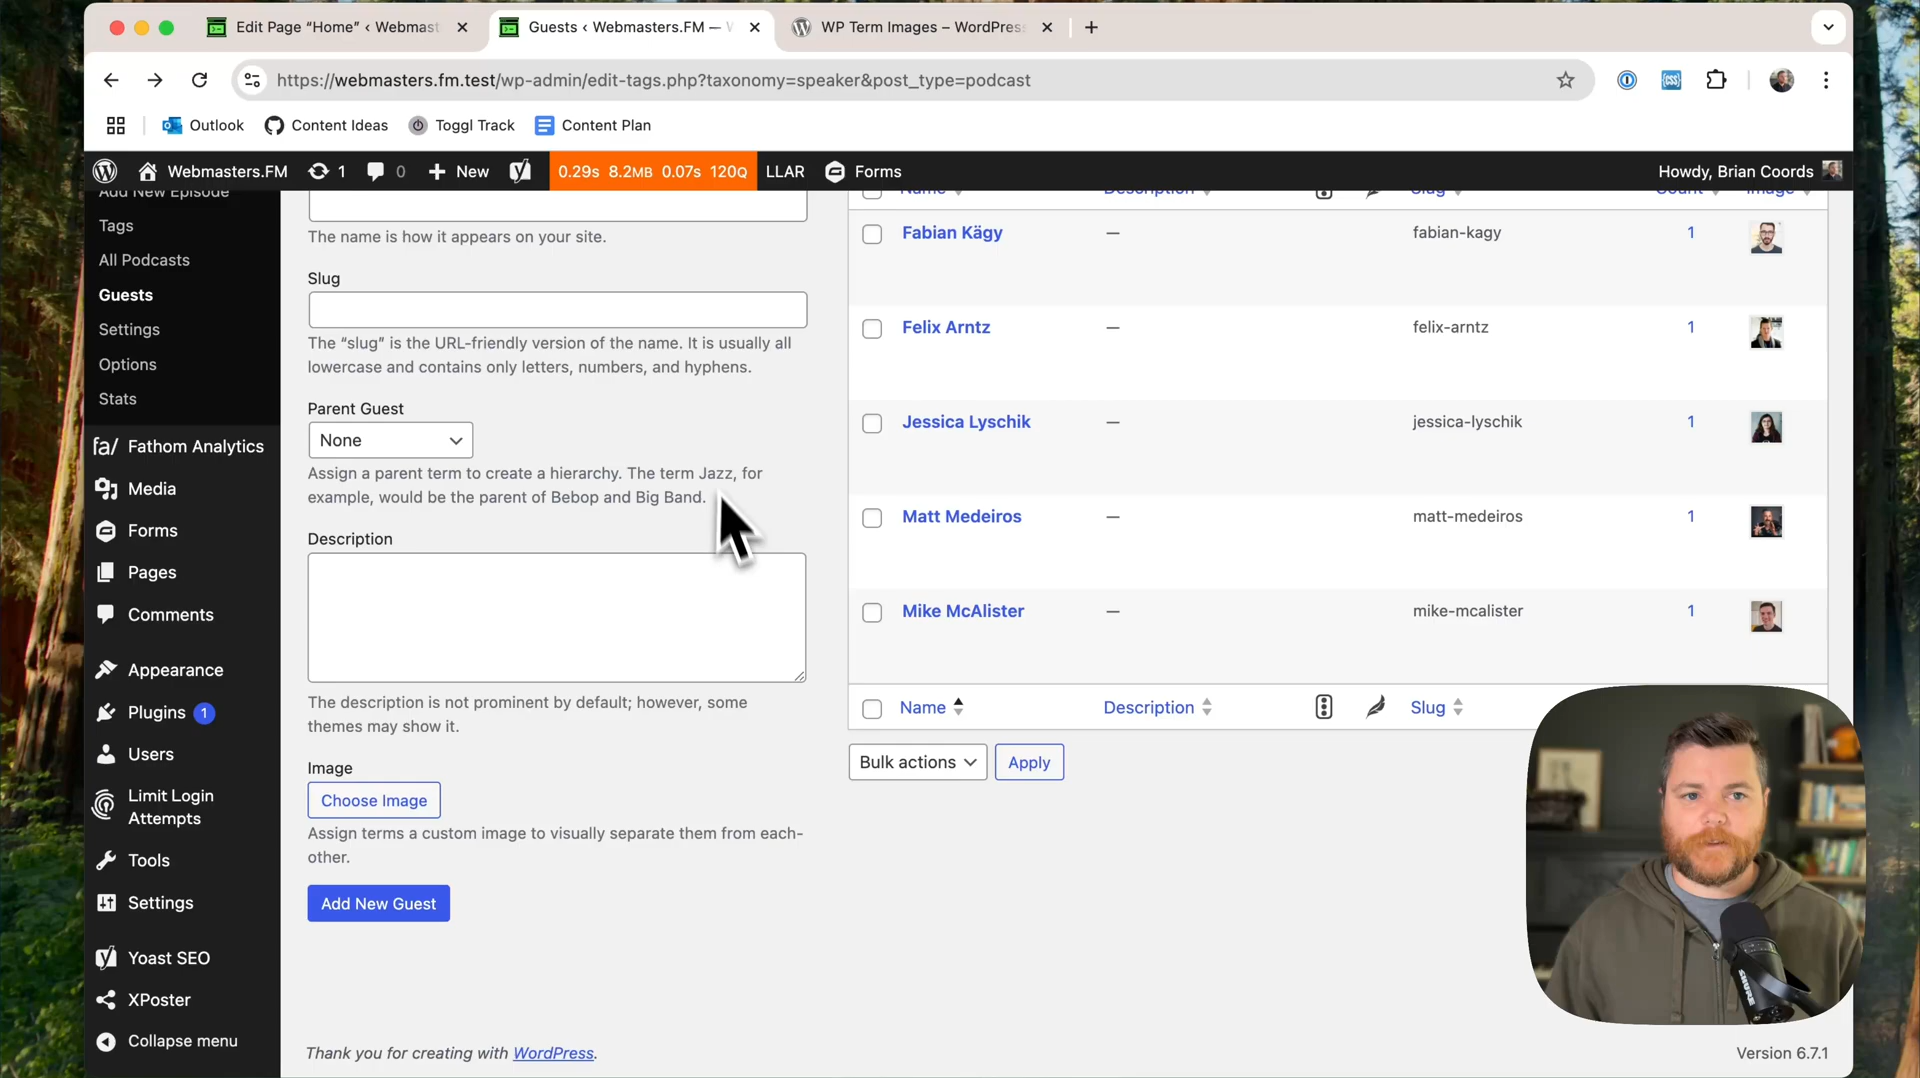 Edit Page “Home” ‹ Webmast
Guests ‹ Webmasters.FM —
WP Term Images – WordPres
https://webmasters.fm.test/wp-admin/edit-tags.php?taxonomy=speaker&post_type=podcast
Outlook
Content Ideas
Toggl Track
Content Plan
Webmasters.FM
1
0
New
0.29s 8.2MB 0.07s 120Q
LLAR
Forms
Howdy, Brian Coords
Add New Episode
Tags
All Podcasts
Guests
Settings
Options
Stats
fa/ Fathom Analytics
Media
Forms
Pages
Comments
Appearance
Plugins 1
Users
Limit Login
Attempts
Tools
Settings
Yoast SEO
XPoster
Collapse menu
The name is how it appears on your site.
Slug
The “slug” is the URL-friendly version of the name. It is usually all
lowercase and contains only letters, numbers, and hyphens.
Parent Guest
None
Assign a parent term to create a hierarchy. The term Jazz, for
example, would be the parent of Bebop and Big Band.
Description
The description is not prominent by default; however, some
themes may show it.
Image
Choose Image
Assign terms a custom image to visually separate them from each-
other.
Add New Guest
Name
Description
Slug
Count
Image
Fabian Kägy
—
fabian-kagy
1
Felix Arntz
—
felix-arntz
1
Jessica Lyschik
—
jessica-lyschik
1
Matt Medeiros
—
matt-medeiros
1
Mike McAlister
—
mike-mcalister
1
Name
Description
Slug
Bulk actions
Apply
SHURE
Thank you for creating with WordPress.
Version 6.7.1